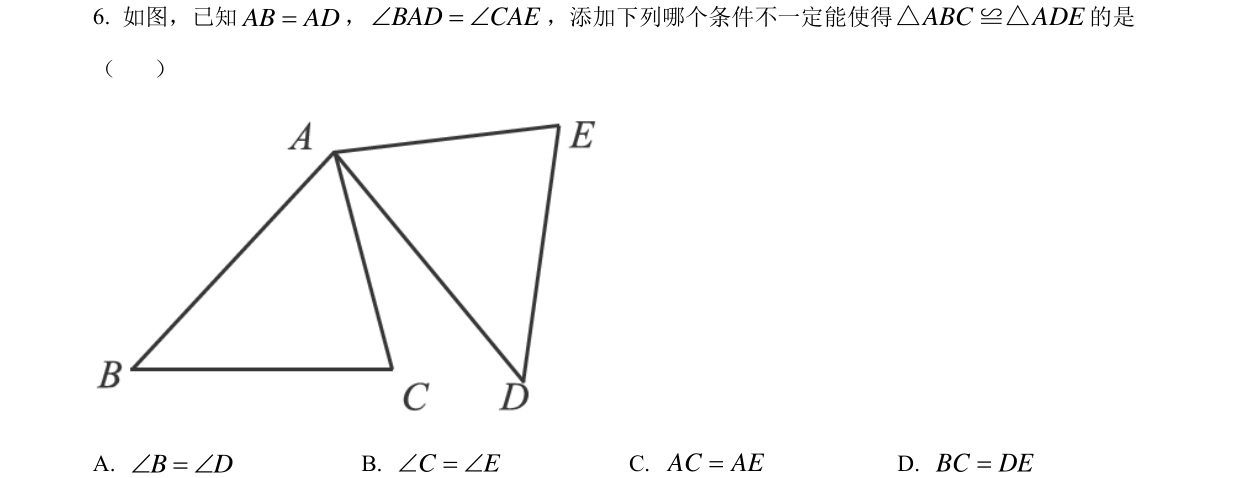 6. 如图，已知 AB = AD，∠BAD = ∠CAE，添加下列哪个条件不一定能使得△ABC≌△ADE 的是
（　　）
A
E
B
C
D
A. ∠B = ∠D B. ∠C = ∠E C. AC = AE D. BC = DE